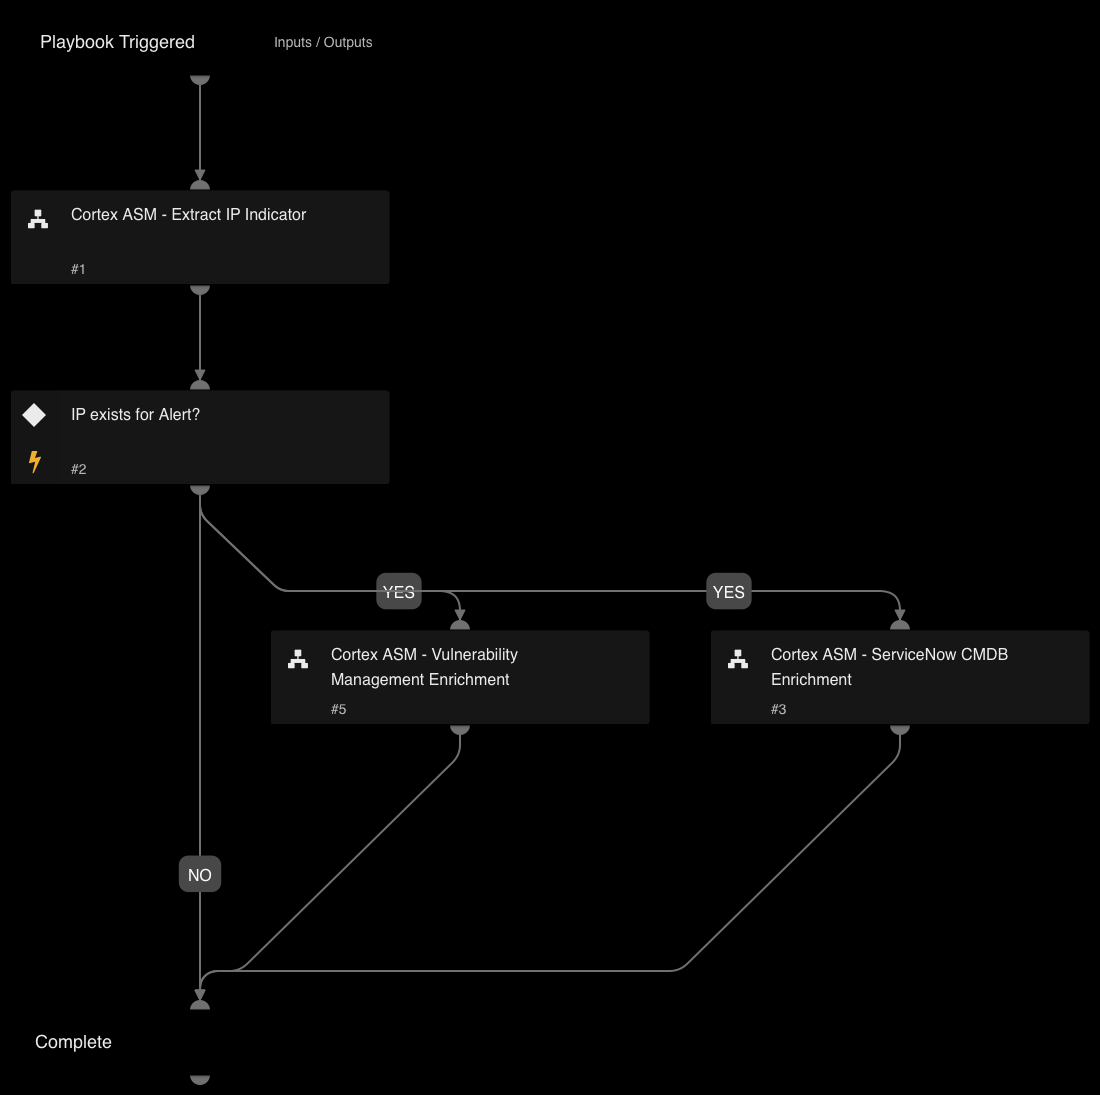 Playbook Triggered
Inputs / Outputs
Cortex ASM - Extract IP Indicator
#1
IP exists for Alert?
#2
YES
YES
Cortex ASM - Vulnerability
Management Enrichment
#5
Cortex ASM - ServiceNow CMDB
Enrichment
#3
NO
Complete